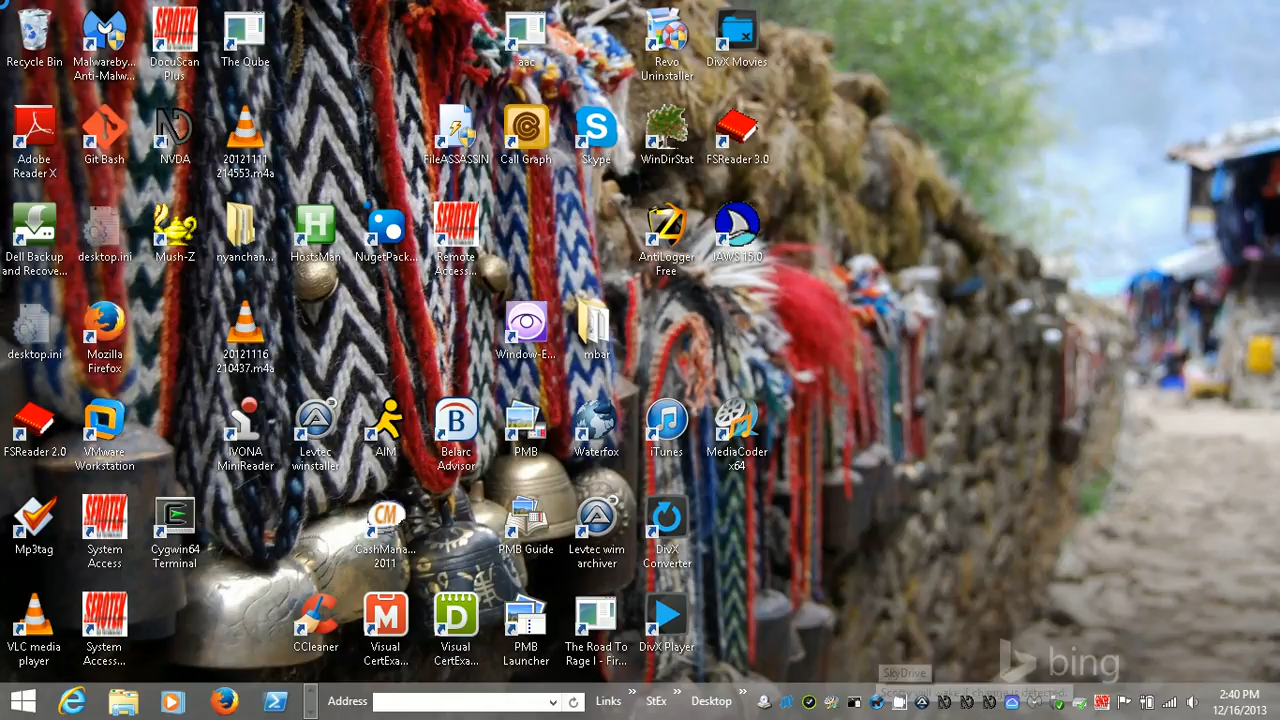 Recycle Bin
Malwareby...
Anti-Malw...
SEROTEK
DocuScan
Plus
The Qube
aac
Revo
Uninstaller
DivX Movies
Adobe
Reader X
Git Bash
NVDA
20121111
214553.m4a
FileASSASSIN
Call Graph
Skype
WinDirStat
FSReader 3.0
Dell Backup
and Recove...
desktop.ini
Mush-Z
nyanchan...
HostsMan
NugetPack...
SEROTEK
Remote
Access...
AntiLogger
Free
JAWS 15.0
desktop.ini
Mozilla
Firefox
20121116
210437.m4a
Window-E...
mbar
FSReader 2.0
VMware
Workstation
IVONA
MiniReader
Levtec
winstaller
AIM
Belarc
Advisor
PMB
Waterfox
iTunes
MediaCoder
x64
Mp3tag
SEROTEK
System
Access
Cygwin64
Terminal
CM
CashMana...
2011
PMB Guide
Levtec wim
archiver
DivX
Converter
VLC media
player
SEROTEK
System
Access...
CCleaner
Visual
CertExa...
Visual
CertExa...
PMB
Launcher
The Road To
Rage I - Fir...
DivX Player
bing
SkyDrive
Address
Links
StEx
Desktop
2:40 PM
12/16/2013